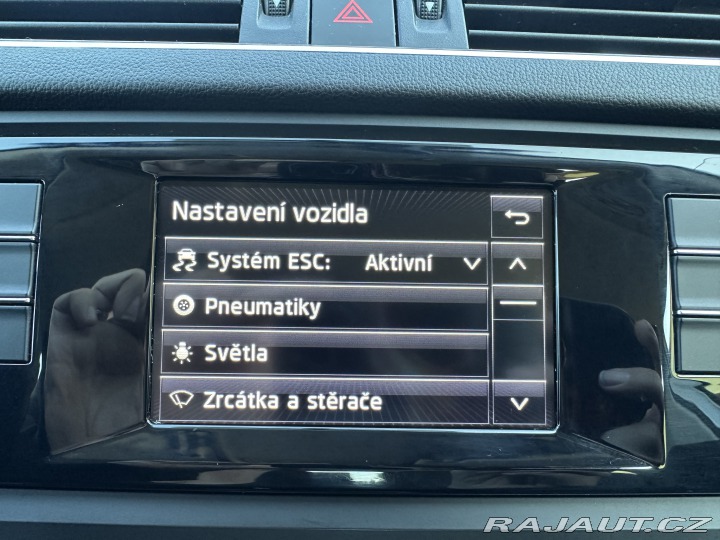 Nastavení vozidla
Systém ESC: Aktivní
Pneumatiky
Světla
Zrcátka a stěrače
RAJAUT.CZ